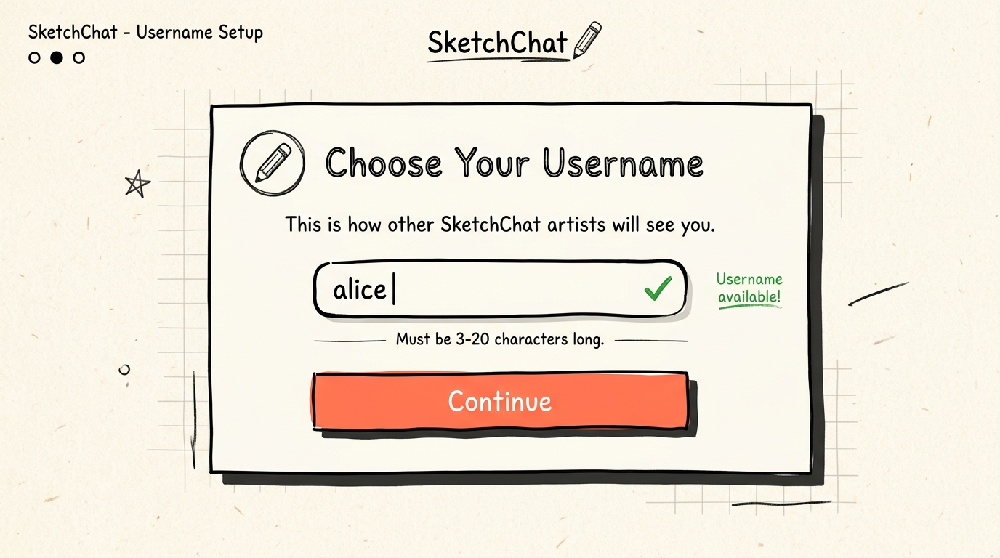 SketchChat - Username Setup
SketchChat
Choose Your Username
This is how other SketchChat artists will see you.
alice
Username
available!
Must be 3-20 characters long.
Continue